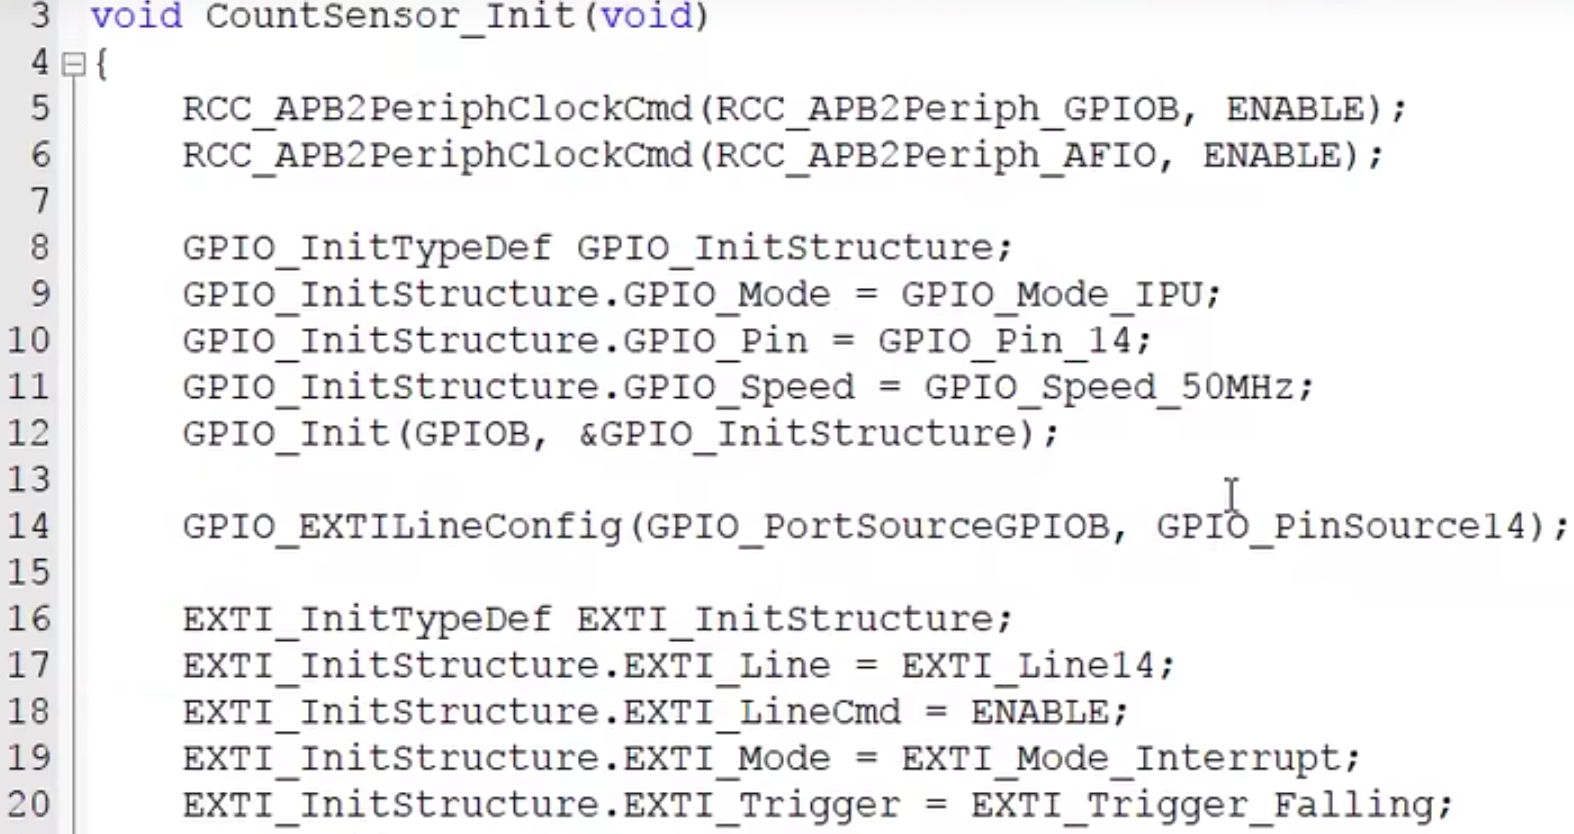 3 void CountSensor_Init(void)
4 {
5 RCC_APB2PeriphClockCmd(RCC_APB2Periph_GPIOB, ENABLE);
6 RCC_APB2PeriphClockCmd(RCC_APB2Periph_AFIO, ENABLE);
7
8 GPIO_InitTypeDef GPIO_InitStructure;
9 GPIO_InitStructure.GPIO_Mode = GPIO_Mode_IPU;
10 GPIO_InitStructure.GPIO_Pin = GPIO_Pin_14;
11 GPIO_InitStructure.GPIO_Speed = GPIO_Speed_50MHz;
12 GPIO_Init(GPIOB, &GPIO_InitStructure);
13
14 GPIO_EXTILineConfig(GPIO_PortSourceGPIOB, GPIO_PinSource14);
15
16 EXTI_InitTypeDef EXTI_InitStructure;
17 EXTI_InitStructure.EXTI_Line = EXTI_Line14;
18 EXTI_InitStructure.EXTI_LineCmd = ENABLE;
19 EXTI_InitStructure.EXTI_Mode = EXTI_Mode_Interrupt;
20 EXTI_InitStructure.EXTI_Trigger = EXTI_Trigger_Falling;